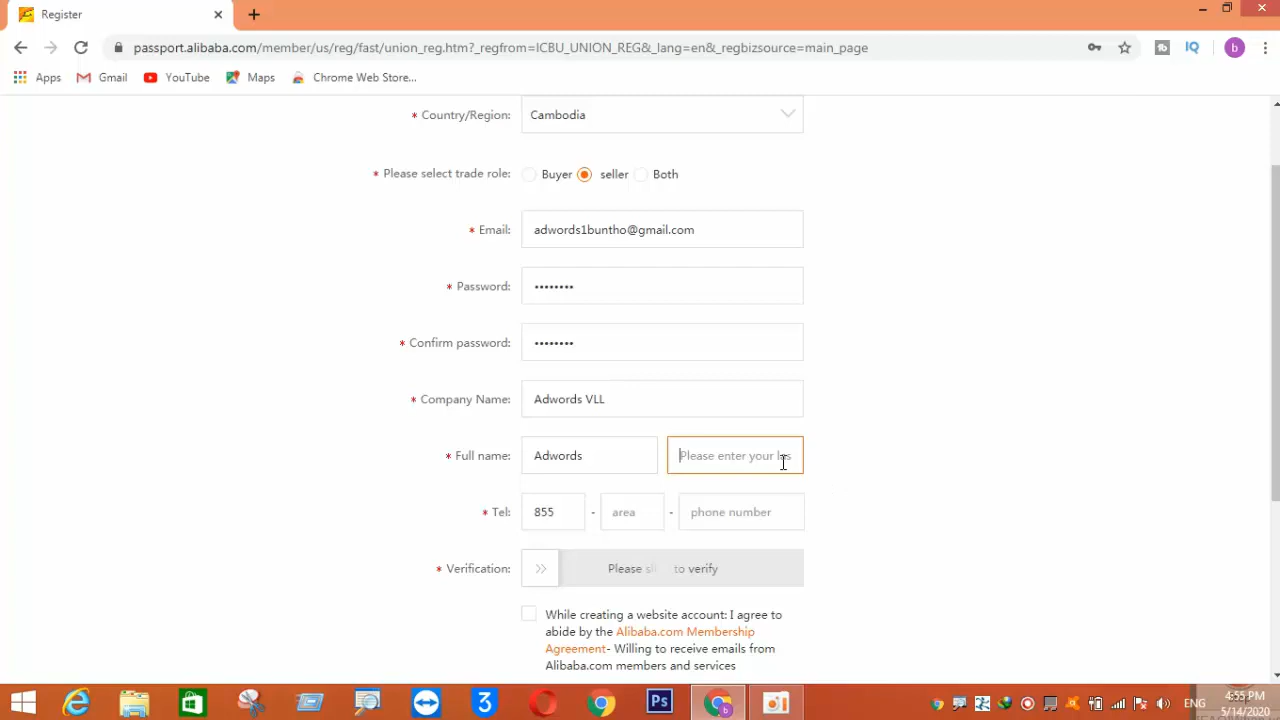 Register
passport.alibaba.com/member/us/reg/fast/union_reg.htm?_regfrom=ICBU_UNION_REG&_lang=en&_regbizsource=main_page
IQ
b
Apps
Gmail
YouTube
Maps
Chrome Web Store...
* Country/Region:
Cambodia
* Please select trade role:
Buyer
seller
Both
* Email:
adwords1buntho@gmail.com
* Password:
••••••••
* Confirm password:
••••••••
* Company Name:
Adwords VLL
* Full name:
Adwords
Please enter your las
* Tel:
855
-
area
-
phone number
* Verification:
Please slide to verify
While creating a website account: I agree to
abide by the Alibaba.com Membership
Agreement- Willing to receive emails from
Alibaba.com members and services
3
Ps
b
ENG
4:55 PM
5/14/2020